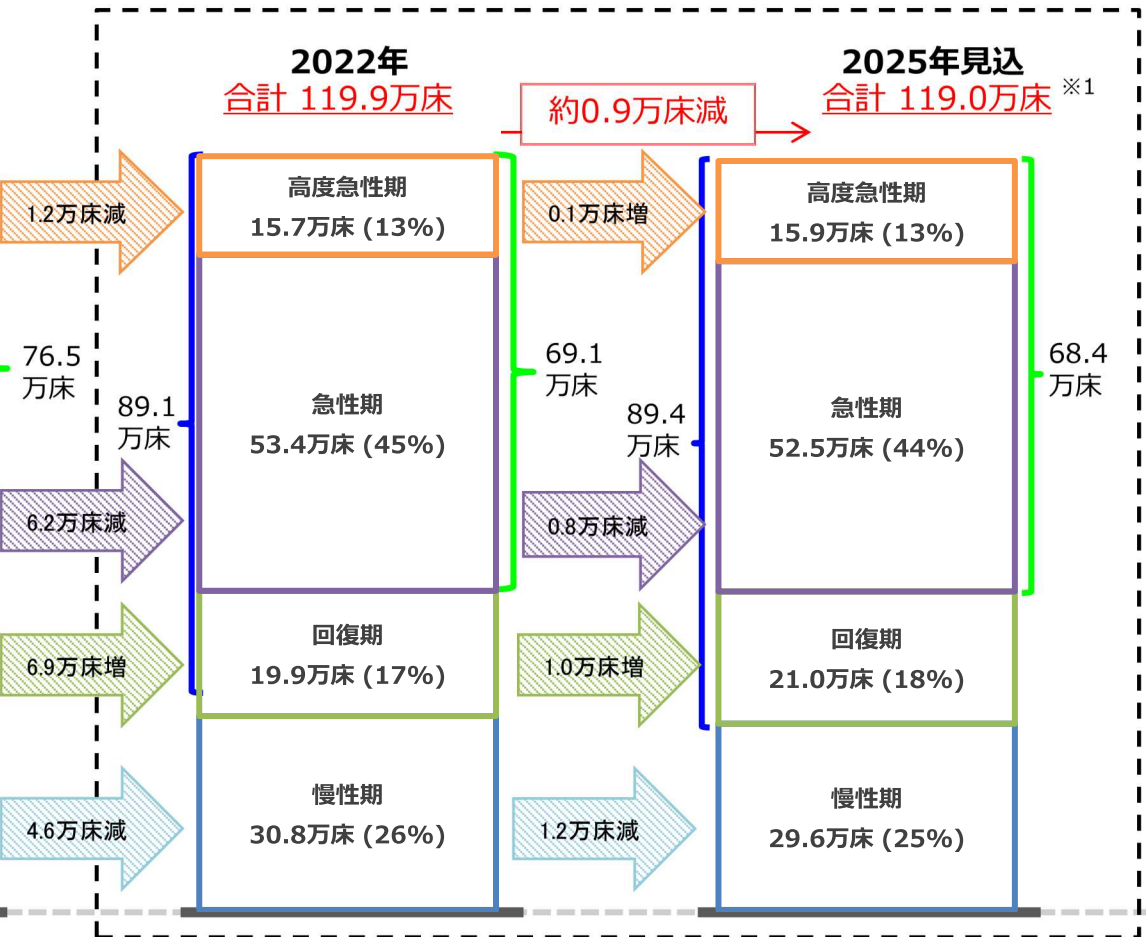 2022年
合計 119.9万床
約0.9万床減
2025年見込
合計 119.0万床 ※1
1.2万床減
高度急性期
15.7万床 (13%)
0.1万床増
高度急性期
15.9万床 (13%)
76.5
万床
89.1
万床
急性期
53.4万床 (45%)
69.1
万床
89.4
万床
急性期
52.5万床 (44%)
68.4
万床
6.2万床減
0.8万床減
6.9万床増
回復期
19.9万床 (17%)
1.0万床増
回復期
21.0万床 (18%)
4.6万床減
慢性期
30.8万床 (26%)
1.2万床減
慢性期
29.6万床 (25%)